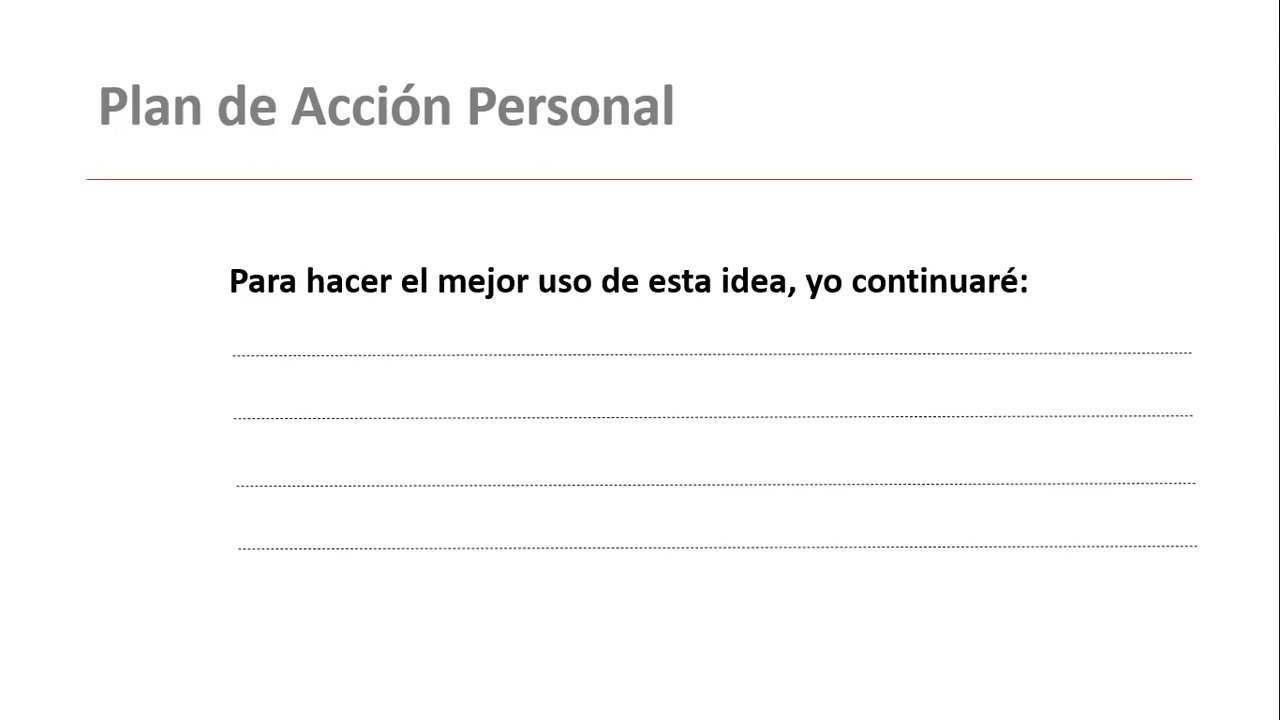 Plan de Acción Personal
Para hacer el mejor uso de esta idea, yo continuaré: